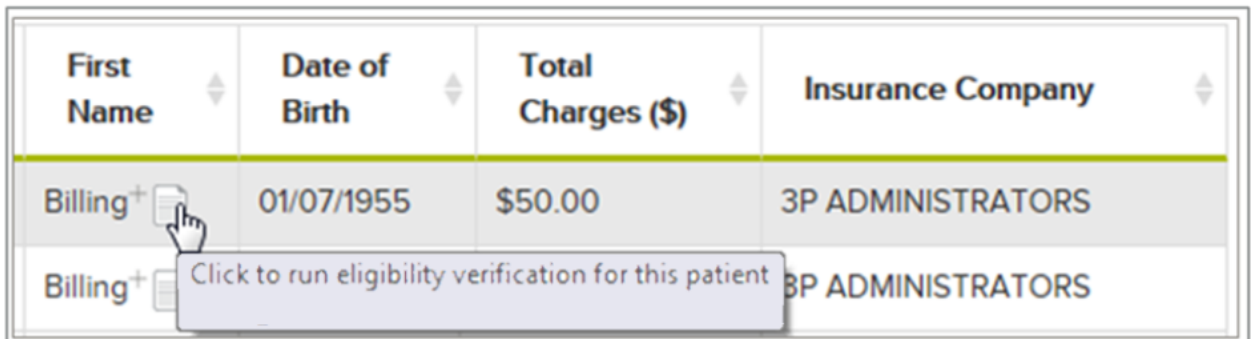 First Name
Date of Birth
Total Charges ($)
Insurance Company
Billing+ 01/07/1955 $50.00 3P ADMINISTRATORS
Click to run eligibility verification for this patient
Billing+ 3P ADMINISTRATORS